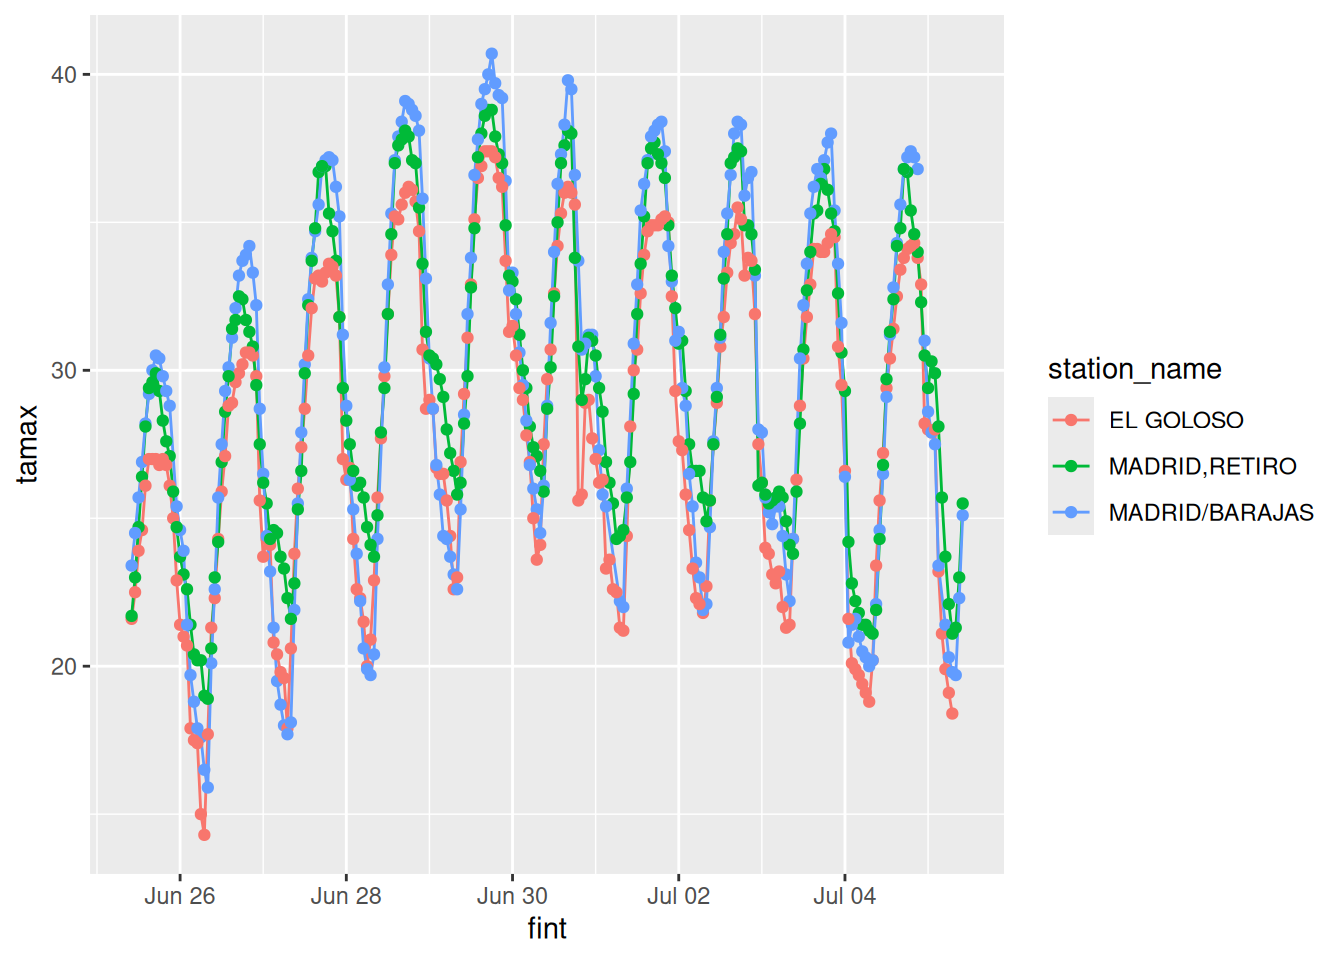 40
30
20
tamax
Jun 26
Jun 28
Jun 30
Jul 02
Jul 04
fint
station_name
EL GOLOSO
MADRID,RETIRO
MADRID/BARAJAS